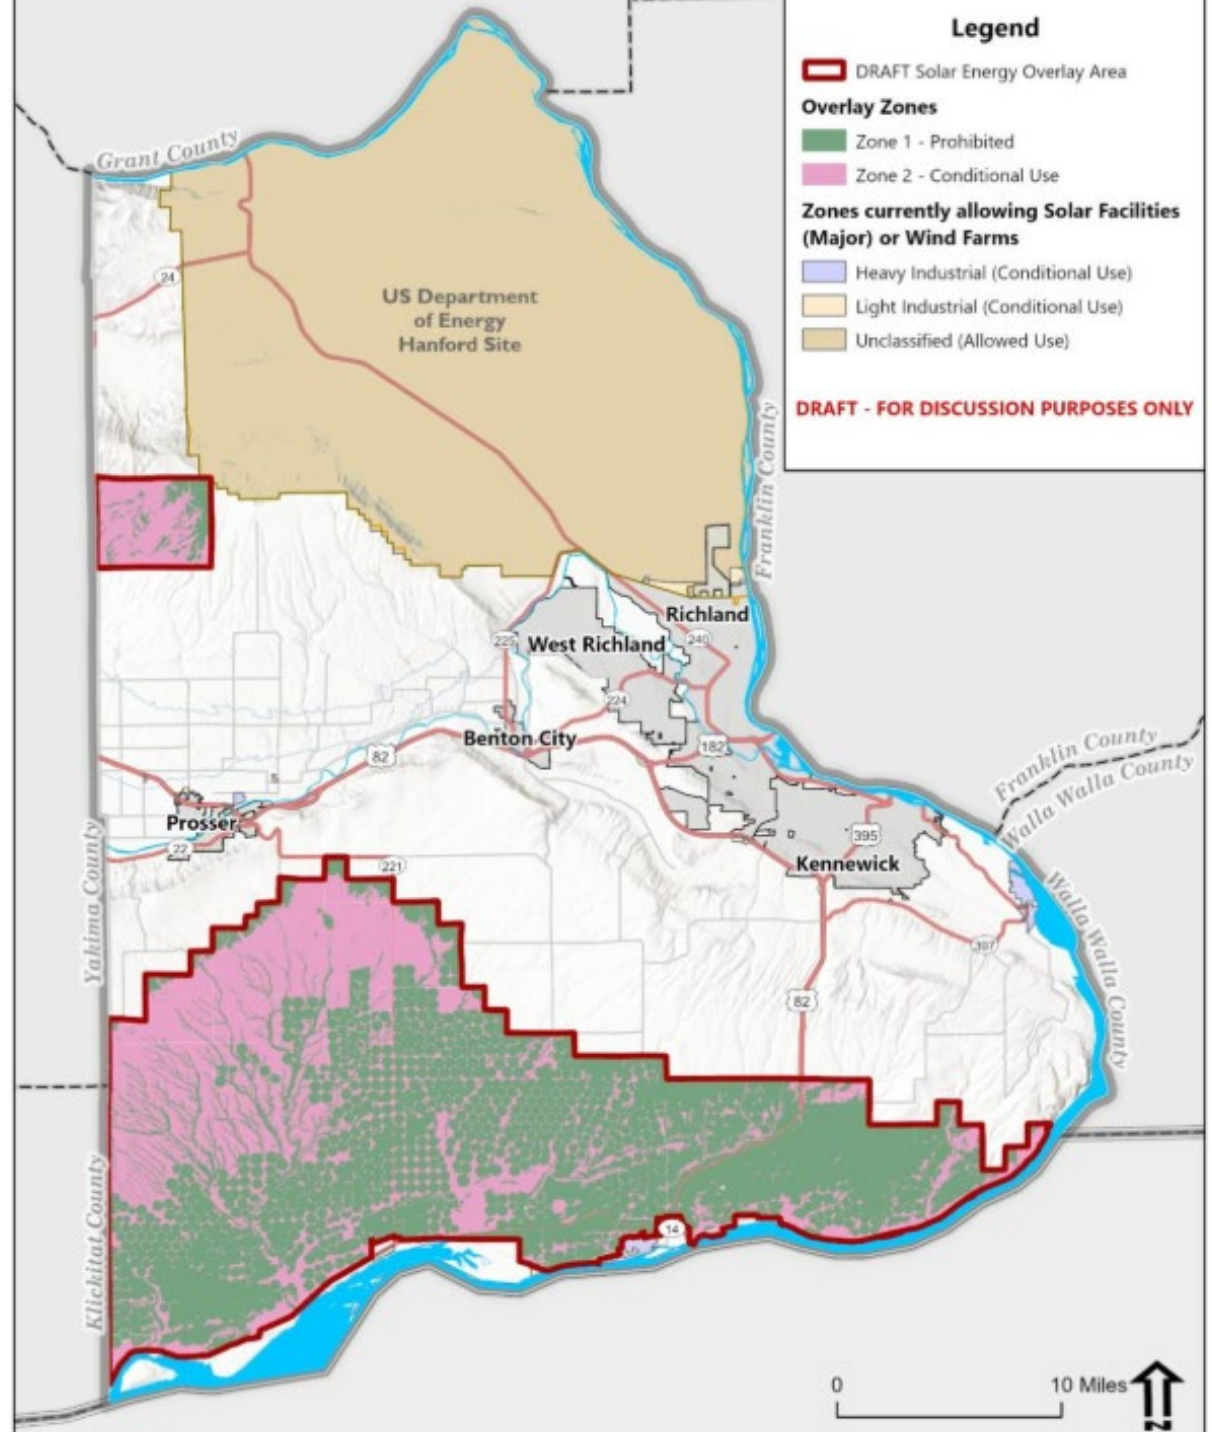 Legend
DRAFT Solar Energy Overlay Area
Overlay Zones
Zone 1 - Prohibited
Zone 2 - Conditional Use
Zones currently allowing Solar Facilities
(Major) or Wind Farms
Heavy Industrial (Conditional Use)
Light Industrial (Conditional Use)
Unclassified (Allowed Use)
DRAFT - FOR DISCUSSION PURPOSES ONLY
Grant County
24
US Department
of Energy
Hanford Site
Franklin County
Richland
225
West Richland
240
224
Benton City
182
82
Franklin County
Walla Walla County
Prosser
22
395
Kennewick
221
Yakima County
Walla Walla County
397
82
Klickitat County
14
0
10 Miles
N